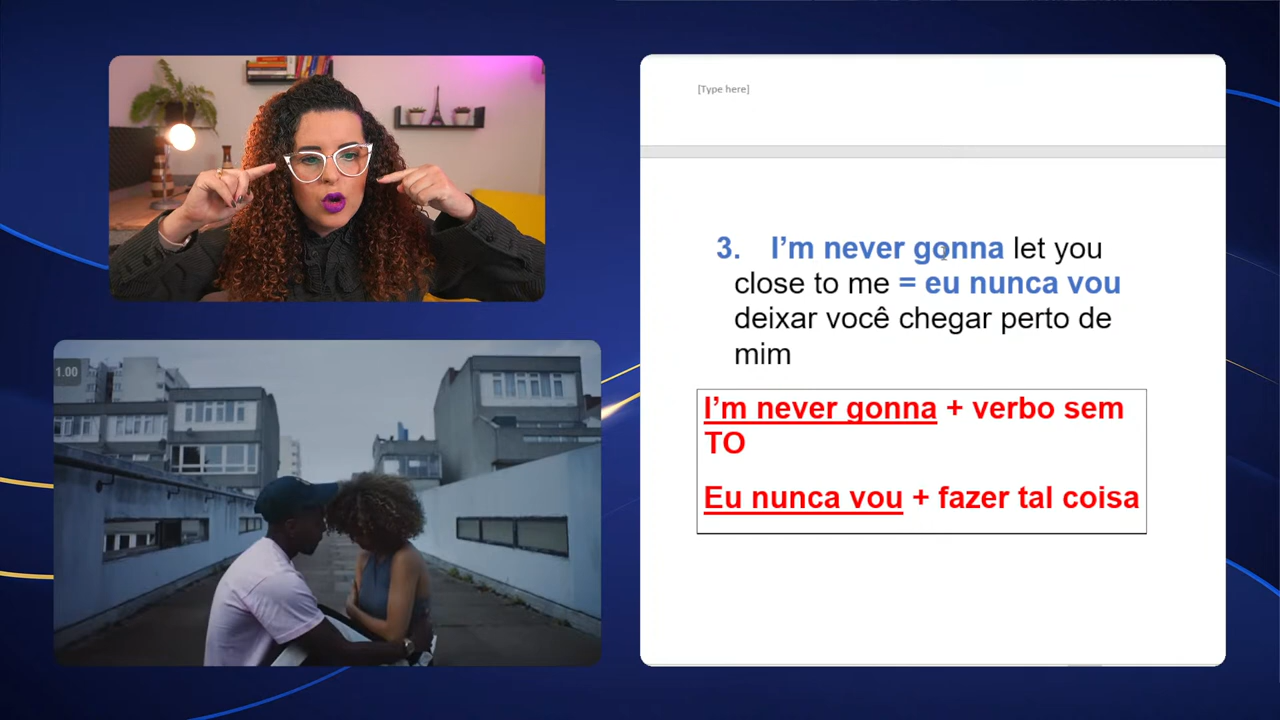 [Type here]
3. I'm never gonna let you
close to me = eu nunca vou
deixar você chegar perto de
mim
I'm never gonna + verbo sem
TO
Eu nunca vou + fazer tal coisa
1.00